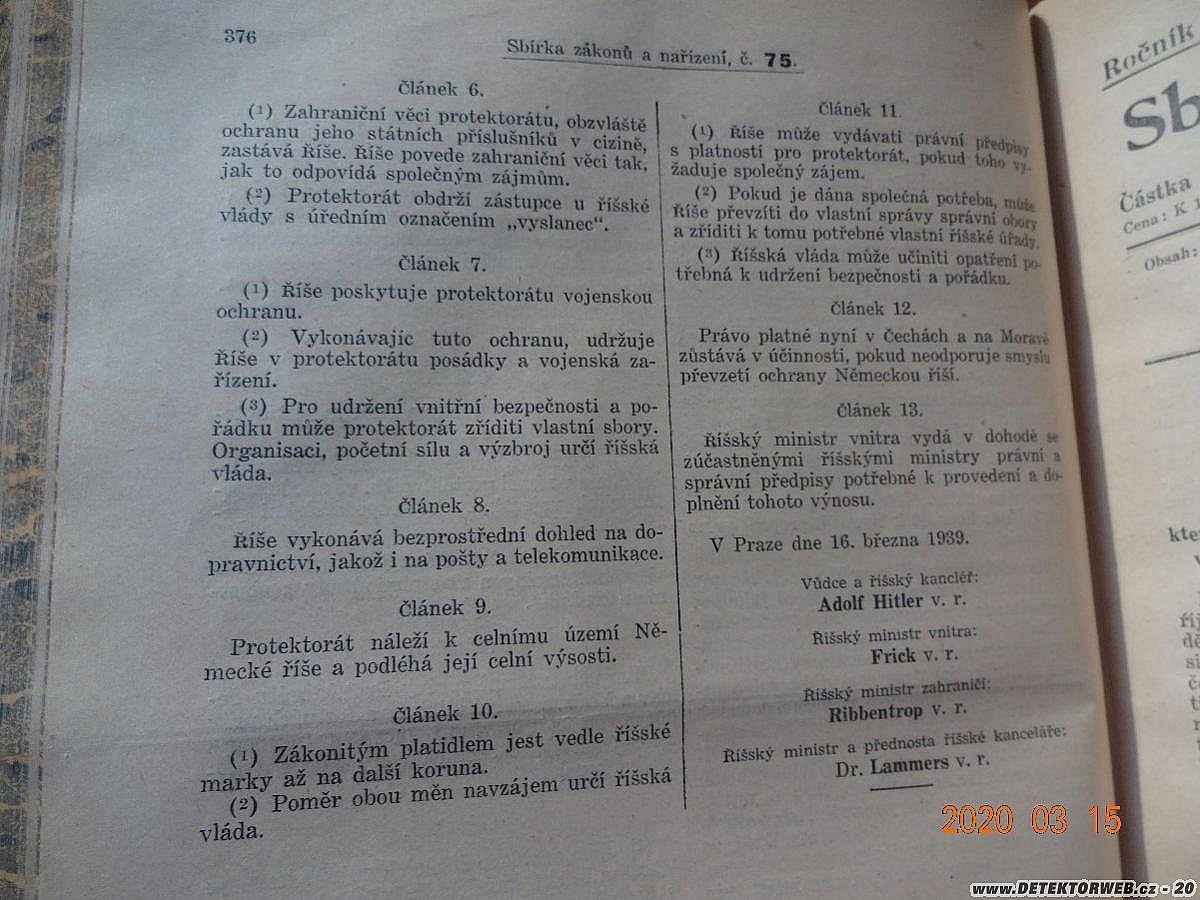 376
Sbírka zákonů a nařízení, č. 75.
Článek 6.
(1) Zahraniční věci protektorátu, obzvláště
ochranu jeho státních příslušníků v cizině,
zastává Říše. Říše povede zahraniční věci tak,
jak to odpovídá společným zájmům.
(2) Protektorát obdrží zástupce u říšské
vlády s úředním označením „vyslanec“.
Článek 7.
(1) Říše poskytuje protektorátu vojenskou
ochranu.
(2) Vykonávajíc tuto ochranu, udržuje
Říše v protektorátu posádky a vojenská za-
řízení.
(3) Pro udržení vnitřní bezpečnosti a po-
řádku může protektorát zříditi vlastní sbory.
Organisaci, početní sílu a výzbroj určí říšská
vláda.
Článek 8.
Říše vykonává bezprostřední dohled na do-
pravnictví, jakož i na pošty a telekomunikace.
Článek 9.
Protektorát náleží k celnímu území Ně-
mecké říše a podléhá její celní výsosti.
Článek 10.
(1) Zákonitým platidlem jest vedle říšské
marky až na další koruna.
(2) Poměr obou měn navzájem určí říšská
vláda.
Článek 11.
(1) Říše může vydávati právní předpisy
s platností pro protektorát, pokud toho vy-
žaduje společný zájem.
(2) Pokud je dána společná potřeba, může
Říše převzíti do vlastní správy správní obory
a zříditi k tomu potřebné vlastní říšské úřady.
(3) Říšská vláda může učiniti opatření po-
třebná k udržení bezpečnosti a pořádku.
Článek 12.
Právo platné nyní v Čechách a na Moravě
zůstává v účinnosti, pokud neodporuje smyslu
převzetí ochrany Německou říší.
Článek 13.
Říšský ministr vnitra vydá v dohodě se
zúčastněnými říšskými ministry právní a
správní předpisy potřebné k provedení a do-
plnění tohoto výnosu.
V Praze dne 16. března 1939.
Vůdce a říšský kancléř:
Adolf Hitler v. r.
Říšský ministr vnitra:
Frick v. r.
Říšský ministr zahraničí:
Ribbentrop v. r.
Říšský ministr a přednosta říšské kanceláře:
Dr. Lammers v. r.
Ročník
Sb
Částka
Cena: K 1
Obsah:
2020 03 15
www.DETEKTORWEB.cz - 20